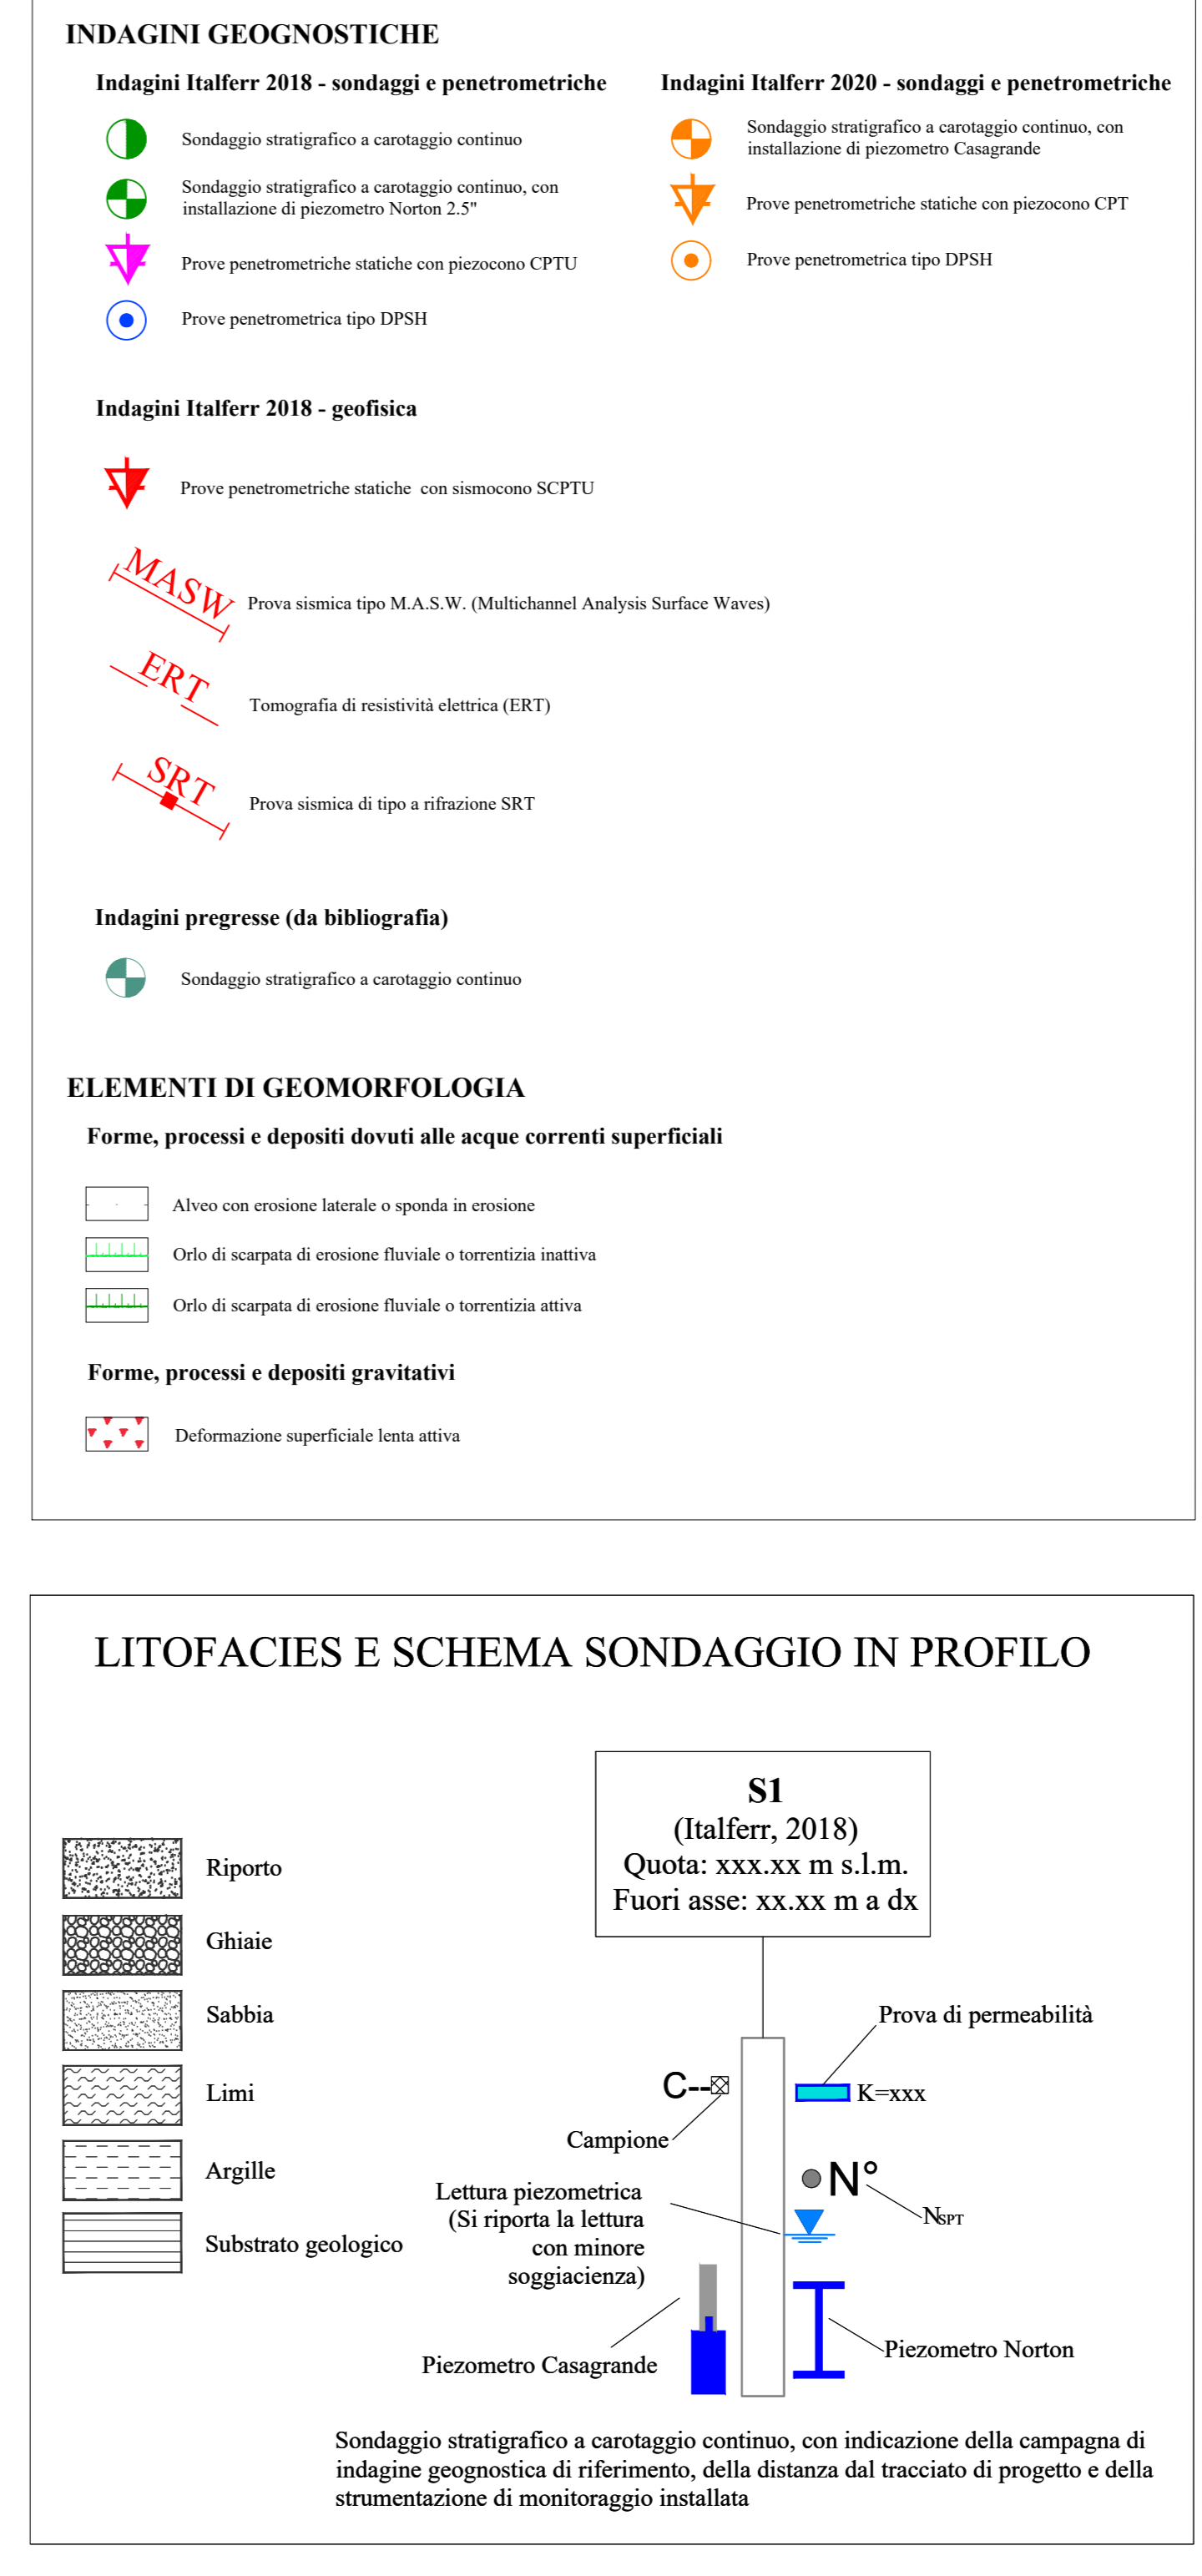 INDAGINI GEOGNOSTICHE
Indagini Italferr 2018 - sondaggi e penetrometriche
Sondaggio stratigrafico a carotaggio continuo
Sondaggio stratigrafico a carotaggio continuo, con
installazione di piezometro Norton 2.5"
Prove penetrometriche statiche con piezocono CPTU
Prove penetrometrica tipo DPSH
Indagini Italferr 2020 - sondaggi e penetrometriche
Sondaggio stratigrafico a carotaggio continuo, con
installazione di piezometro Casagrande
Prove penetrometriche statiche con piezocono CPT
Prove penetrometrica tipo DPSH
Indagini Italferr 2018 - geofisica
Prove penetrometriche statiche con sismocono SCPTU
MASW
Prova sismica tipo M.A.S.W. (Multichannel Analysis Surface Waves)
ERT
Tomografia di resistività elettrica (ERT)
SRT
Prova sismica di tipo a rifrazione SRT
Indagini pregresse (da bibliografia)
Sondaggio stratigrafico a carotaggio continuo
ELEMENTI DI GEOMORFOLOGIA
Forme, processi e depositi dovuti alle acque correnti superficiali
Alveo con erosione laterale o sponda in erosione
Orlo di scarpata di erosione fluviale o torrentizia inattiva
Orlo di scarpata di erosione fluviale o torrentizia attiva
Forme, processi e depositi gravitativi
Deformazione superficiale lenta attiva
LITOFACIES E SCHEMA SONDAGGIO IN PROFILO
Riporto
Ghiaie
Sabbia
Limi
Argille
Substrato geologico
S1
(Italferr, 2018)
Quota: xxx.xx m s.l.m.
Fuori asse: xx.xx m a dx
Prova di permeabilità
C--
K=xxx
Campione
N°
NSPT
Lettura piezometrica
(Si riporta la lettura
con minore
soggiacienza)
Piezometro Norton
Piezometro Casagrande
Sondaggio stratigrafico a carotaggio continuo, con indicazione della campagna di
indagine geognostica di riferimento, della distanza dal tracciato di progetto e della
strumentazione di monitoraggio installata